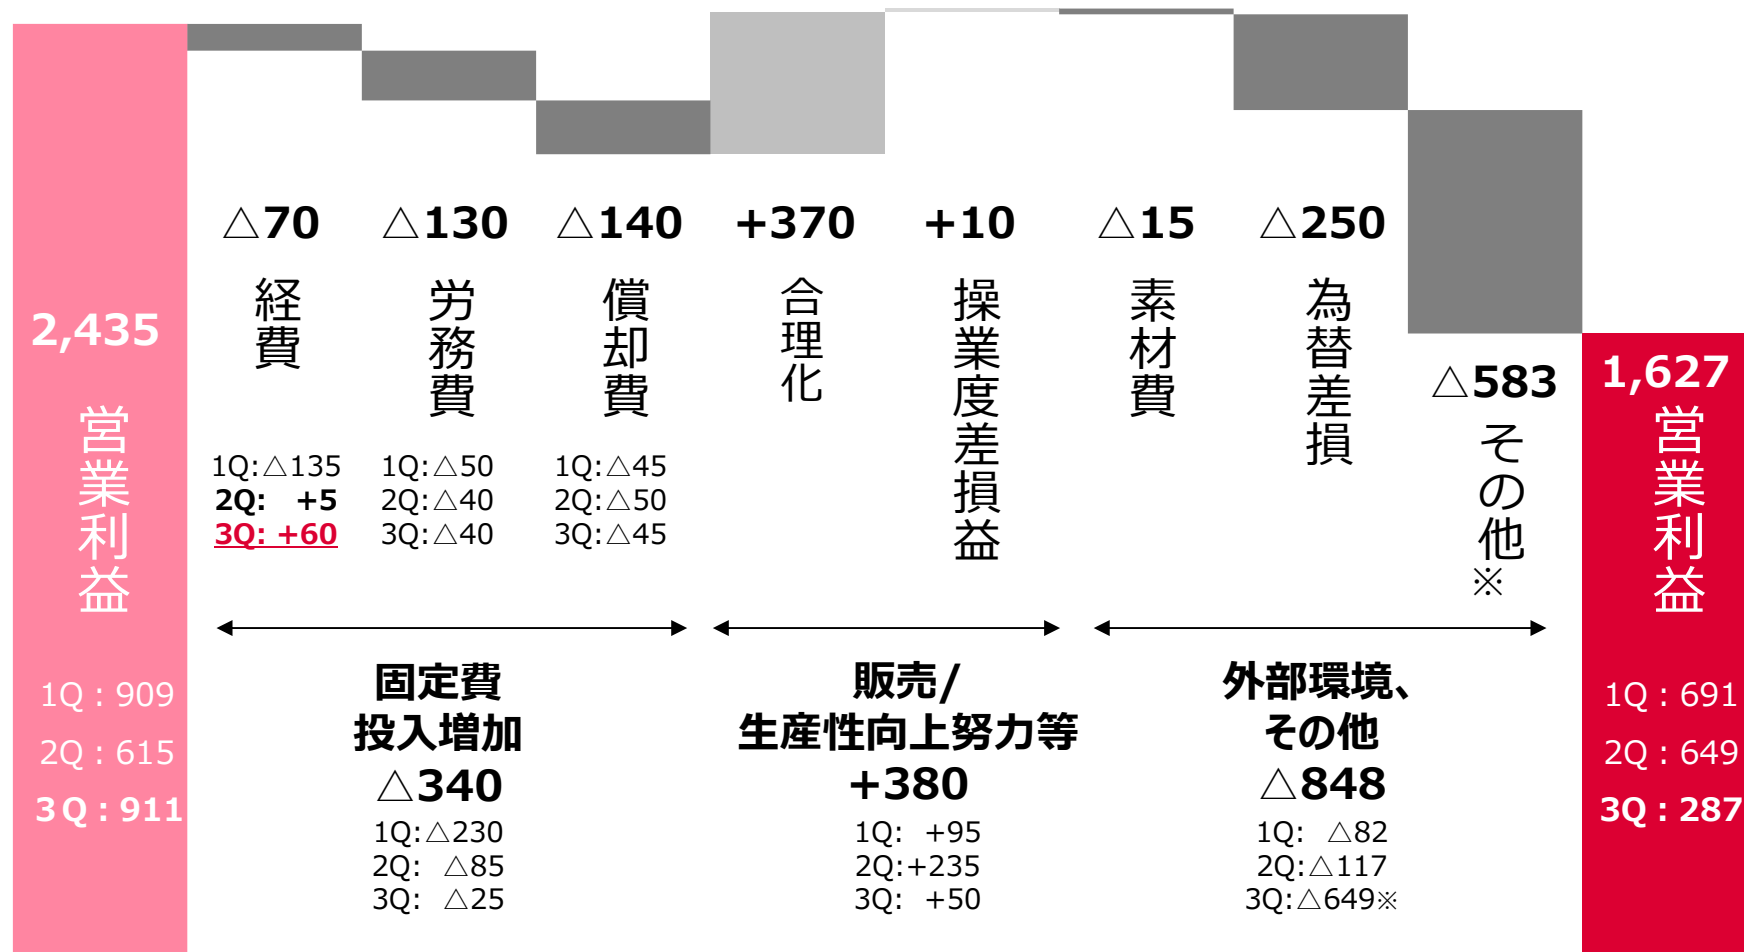 2,435
営業利益
1Q：909
2Q：615
3Q：911
△70
経費
1Q:△135
2Q: +5
3Q: +60
△130
労務費
1Q:△50
2Q:△40
3Q:△40
△140
償却費
1Q:△45
2Q:△50
3Q:△45
+370
合理化
+10
操業度差損益
△15
素材費
△250
為替差損
△583
その他※
1,627
営業利益
1Q：691
2Q：649
3Q：287
固定費
投入増加
△340
1Q:△230
2Q: △85
3Q: △25
販売/
生産性向上努力等
+380
1Q: +95
2Q:+235
3Q: +50
外部環境、
その他
△848
1Q: △82
2Q:△117
3Q:△649※